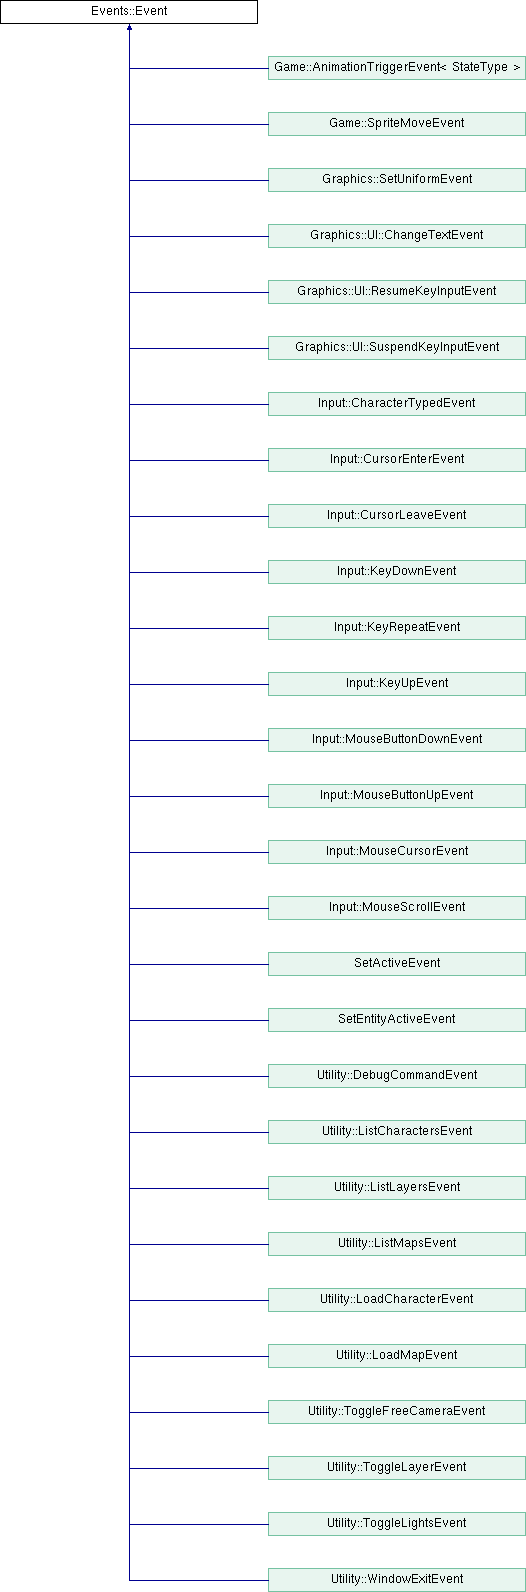 Events::Event
Game::AnimationTriggerEvent< StateType >
Game::SpriteMoveEvent
Graphics::SetUniformEvent
Graphics::UI::ChangeTextEvent
Graphics::UI::ResumeKeyInputEvent
Graphics::UI::SuspendKeyInputEvent
Input::CharacterTypedEvent
Input::CursorEnterEvent
Input::CursorLeaveEvent
Input::KeyDownEvent
Input::KeyRepeatEvent
Input::KeyUpEvent
Input::MouseButtonDownEvent
Input::MouseButtonUpEvent
Input::MouseCursorEvent
Input::MouseScrollEvent
SetActiveEvent
SetEntityActiveEvent
Utility::DebugCommandEvent
Utility::ListCharactersEvent
Utility::ListLayersEvent
Utility::ListMapsEvent
Utility::LoadCharacterEvent
Utility::LoadMapEvent
Utility::ToggleFreeCameraEvent
Utility::ToggleLayerEvent
Utility::ToggleLightsEvent
Utility::WindowExitEvent